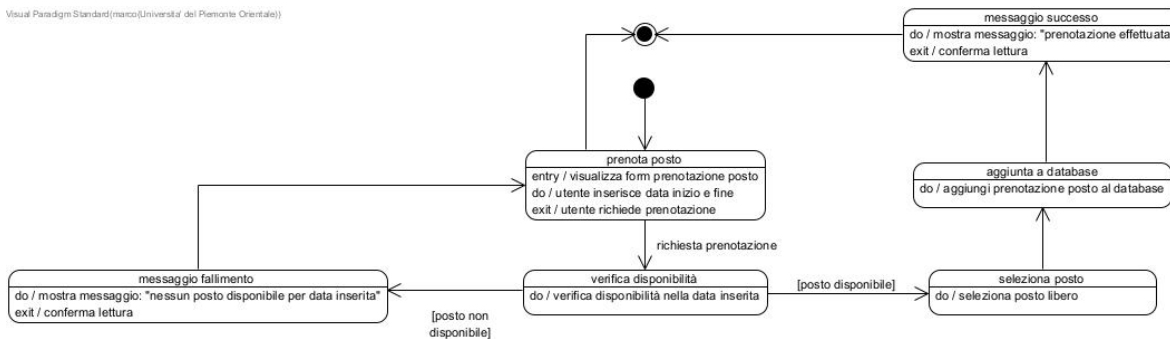 Visual Paradigm Standard(marco(Universita' del Piemonte Orientale))
messaggio successo
do / mostra messaggio: "prenotazione effettuata
exit / conferma lettura
prenota posto
entry / visualizza form prenotazione posto
do / utente inserisce data inizio e fine
exit / utente richiede prenotazione
aggiunta a database
do / aggiungi prenotazione posto al database
richiesta prenotazione
messaggio fallimento
do / mostra messaggio: "nessun posto disponibile per data inserita"
exit / conferma lettura
[posto non
disponibile]
verifica disponibilità
do / verifica disponibilità nella data inserita
[posto disponibile]
seleziona posto
do / seleziona posto libero